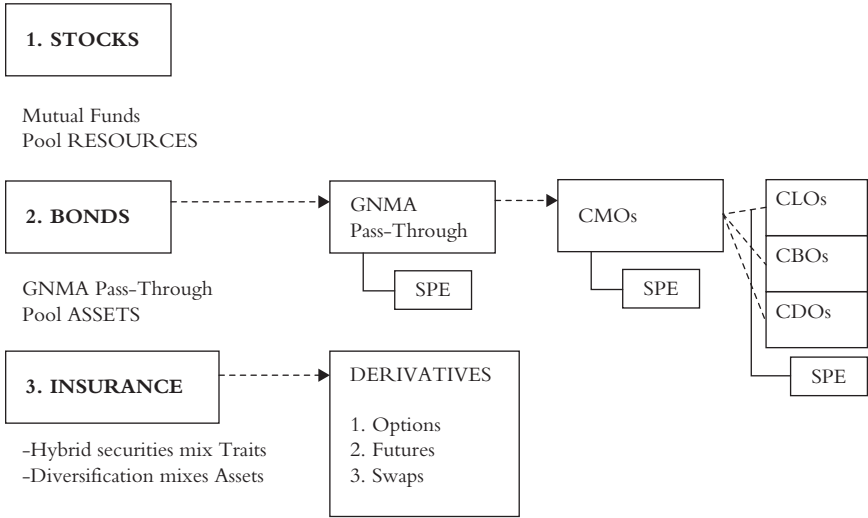 1. STOCKS
Mutual Funds
Pool RESOURCES
2. BONDS
GNMA
Pass-Through
CMOs
CLOs
CBOs
CDOs
SPE
SPE
SPE
GNMA Pass-Through
Pool ASSETS
3. INSURANCE
DERIVATIVES
1. Options
2. Futures
3. Swaps
-Hybrid securities mix Traits
-Diversification mixes Assets